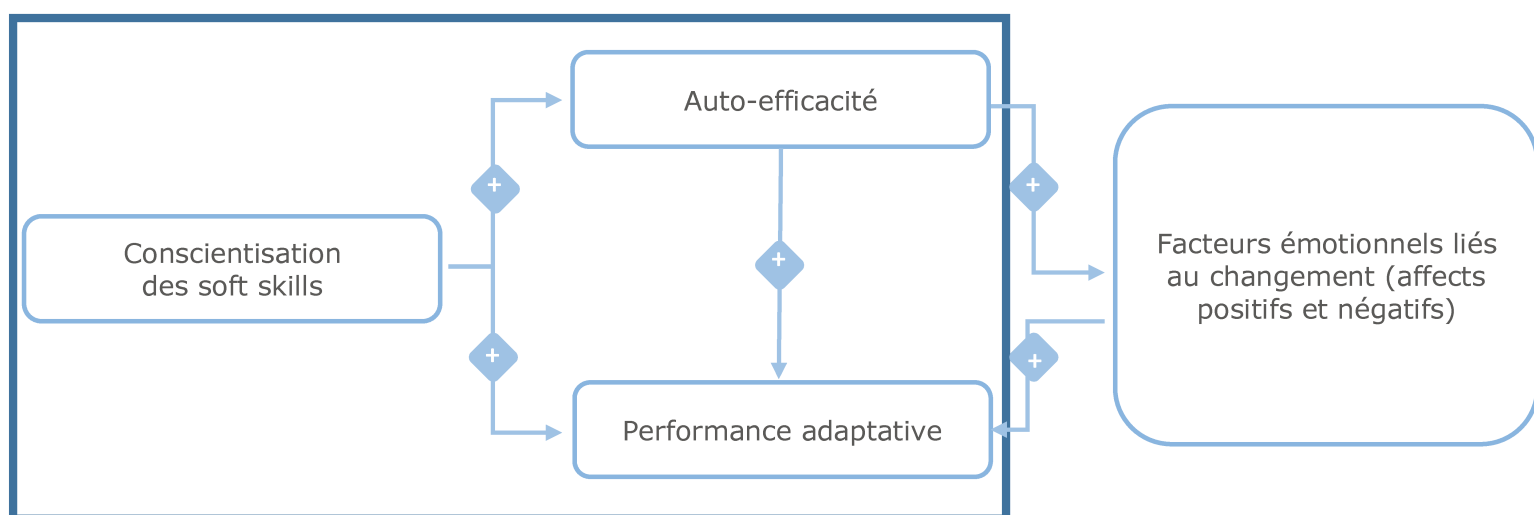 Auto-efficacité
+
+
Conscientisation
des soft skills
+
Facteurs émotionnels liés
au changement (affects
positifs et négatifs)
+
+
Performance adaptative